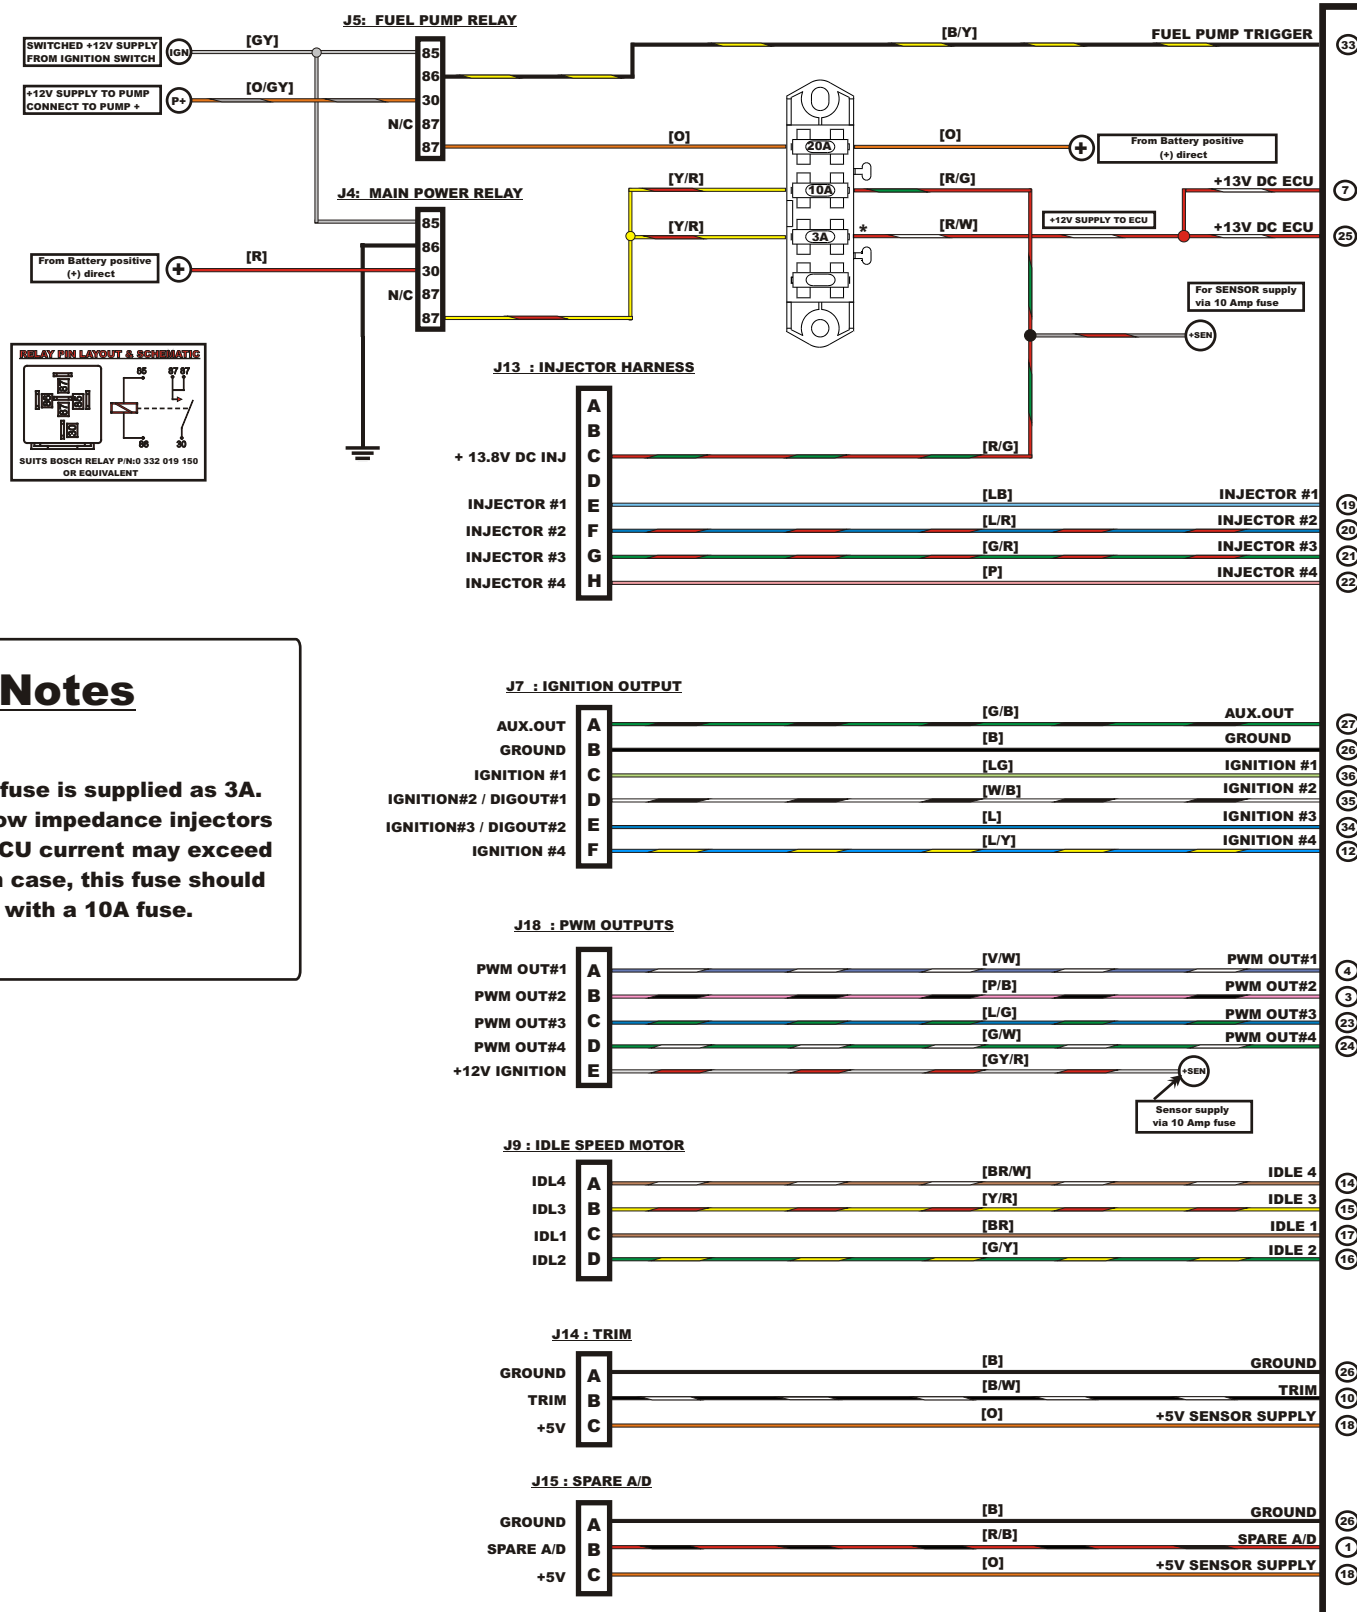 J5: FUEL PUMP RELAY
SWITCHED +12V SUPPLY
FROM IGNITION SWITCH
IGN
[GY]
85
[B/Y]
FUEL PUMP TRIGGER
33
86
+12V SUPPLY TO PUMP
CONNECT TO PUMP +
P+
[O/GY]
30
N/C 87
87
[O]
20A
[O]
+
From Battery positive
(+) direct
J4: MAIN POWER RELAY
[Y/R]
10A
[R/G]
+13V DC ECU
7
85
[Y/R]
3A
*
[R/W]
+12V SUPPLY TO ECU
+13V DC ECU
25
86
From Battery positive
(+) direct
+
[R]
30
N/C 87
87
For SENSOR supply
via 10 Amp fuse
+SEN
RELAY PIN LAYOUT & SCHEMATIC
87
86
87
85
30
85
87 87
86
30
SUITS BOSCH RELAY P/N:0 332 019 150
OR EQUIVALENT
J13 : INJECTOR HARNESS
A
B
+ 13.8V DC INJ C [R/G]
D
INJECTOR #1 E [LB] INJECTOR #1 19
INJECTOR #2 F [L/R] INJECTOR #2 20
INJECTOR #3 G [G/R] INJECTOR #3 21
INJECTOR #4 H [P] INJECTOR #4 22
Notes
fuse is supplied as 3A.
ow impedance injectors
CU current may exceed
case, this fuse should
with a 10A fuse.
J7 : IGNITION OUTPUT
AUX.OUT A [G/B] AUX.OUT 27
GROUND B [B] GROUND 26
IGNITION #1 C [LG] IGNITION #1 36
IGNITION#2 / DIGOUT#1 D [W/B] IGNITION #2 35
IGNITION#3 / DIGOUT#2 E [L] IGNITION #3 34
IGNITION #4 F [L/Y] IGNITION #4 12
J18 : PWM OUTPUTS
PWM OUT#1 A [V/W] PWM OUT#1 4
PWM OUT#2 B [P/B] PWM OUT#2 3
PWM OUT#3 C [L/G] PWM OUT#3 23
PWM OUT#4 D [G/W] PWM OUT#4 24
+12V IGNITION E [GY/R] +SEN
Sensor supply
via 10 Amp fuse
J9 : IDLE SPEED MOTOR
IDL4 A [BR/W] IDLE 4 14
IDL3 B [Y/R] IDLE 3 15
IDL1 C [BR] IDLE 1 17
IDL2 D [G/Y] IDLE 2 16
J14 : TRIM
GROUND A [B] GROUND 26
TRIM B [B/W] TRIM 10
+5V C [O] +5V SENSOR SUPPLY 18
J15 : SPARE A/D
GROUND A [B] GROUND 26
SPARE A/D B [R/B] SPARE A/D 1
+5V C [O] +5V SENSOR SUPPLY 18